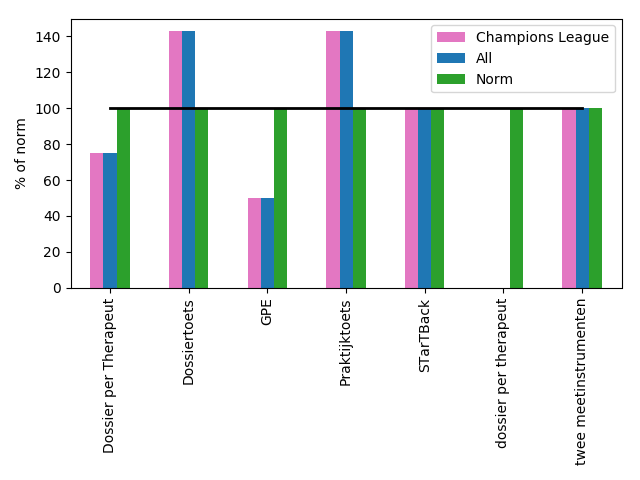 Champions League
All
Norm
% of norm
140
120
100
80
60
40
20
0
Dossier per Therapeut
Dossiertoets
GPE
Praktijktoets
STarTBack
dossier per therapeut
twee meetinstrumenten